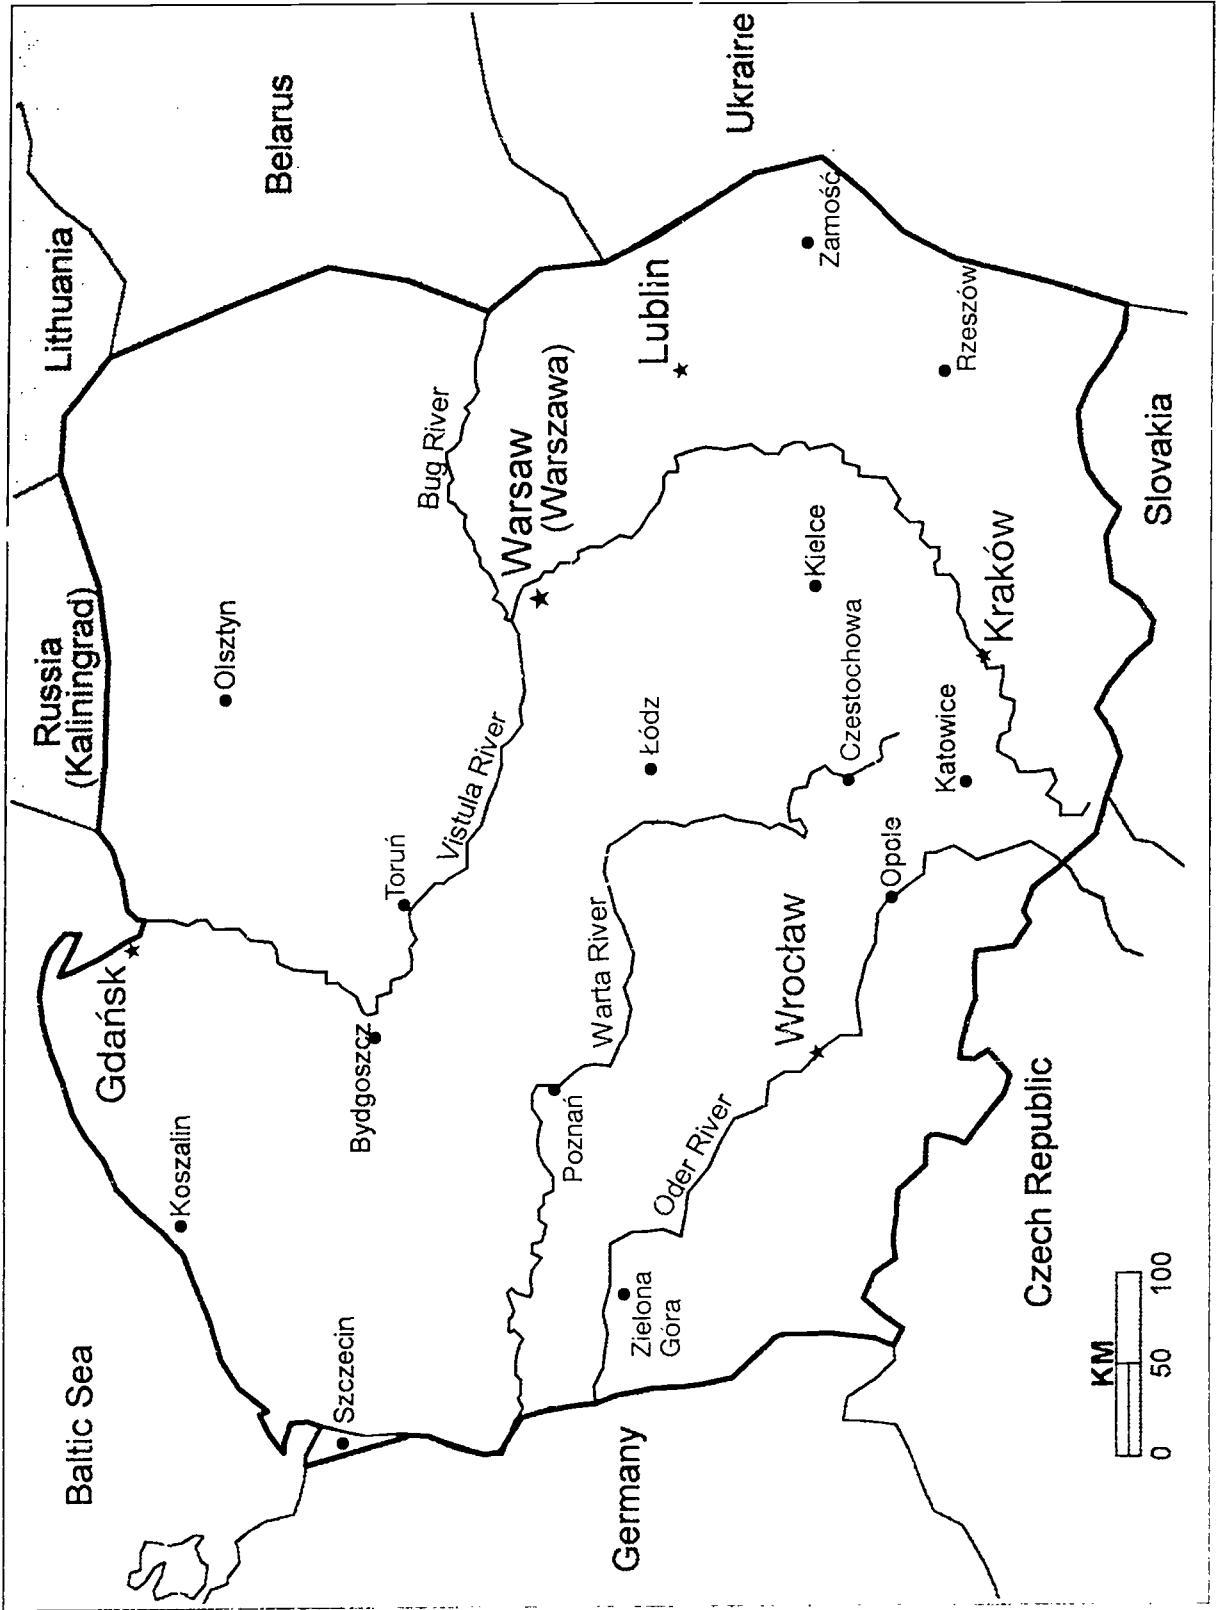 Baltic Sea
Russia
(Kaliningrad)
Lithuania
Belarus
Ukraine
Slovakia
Czech Republic
Germany
Gdańsk
Koszalin
Szczecin
Olsztyn
Bydgoszcz
Toruń
Vistula River
Bug River
Warsaw
(Warszawa)
Poznań
Warta River
Łódz
Zielona
Góra
Oder River
Lublin
Wrocław
Kielce
Zamość
Czestochowa
Opole
Katowice
Kraków
Rzeszów
KM
0 50 100